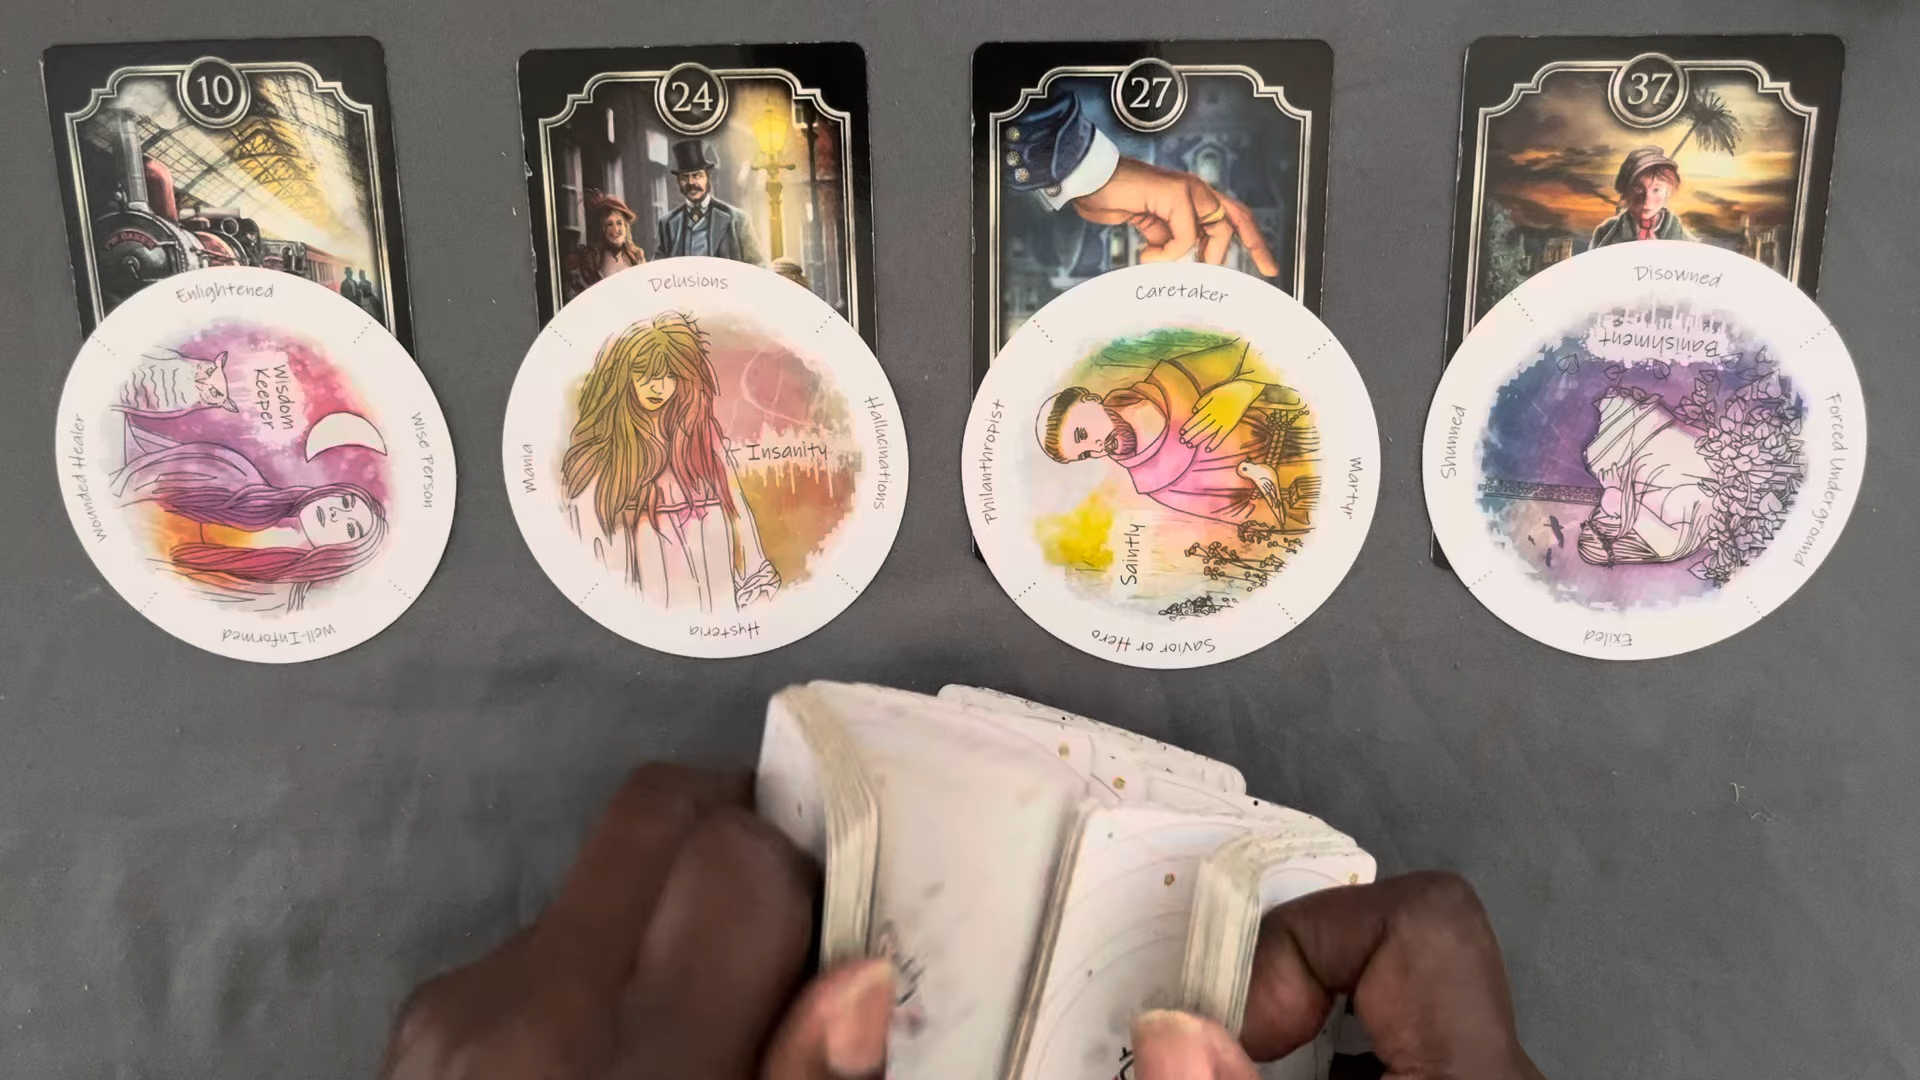 10
24
27
37
Enlightened
Wisdom
Keeper
Wise Person
Well-Informed
Wounded Healer
Delusions
Insanity
Hallucinations
Hysteria
Mania
Caretaker
Saintly
Martyr
Savior or Hero
Philanthropist
Disowned
Banishment
Forced Underground
Exiled
Shunned